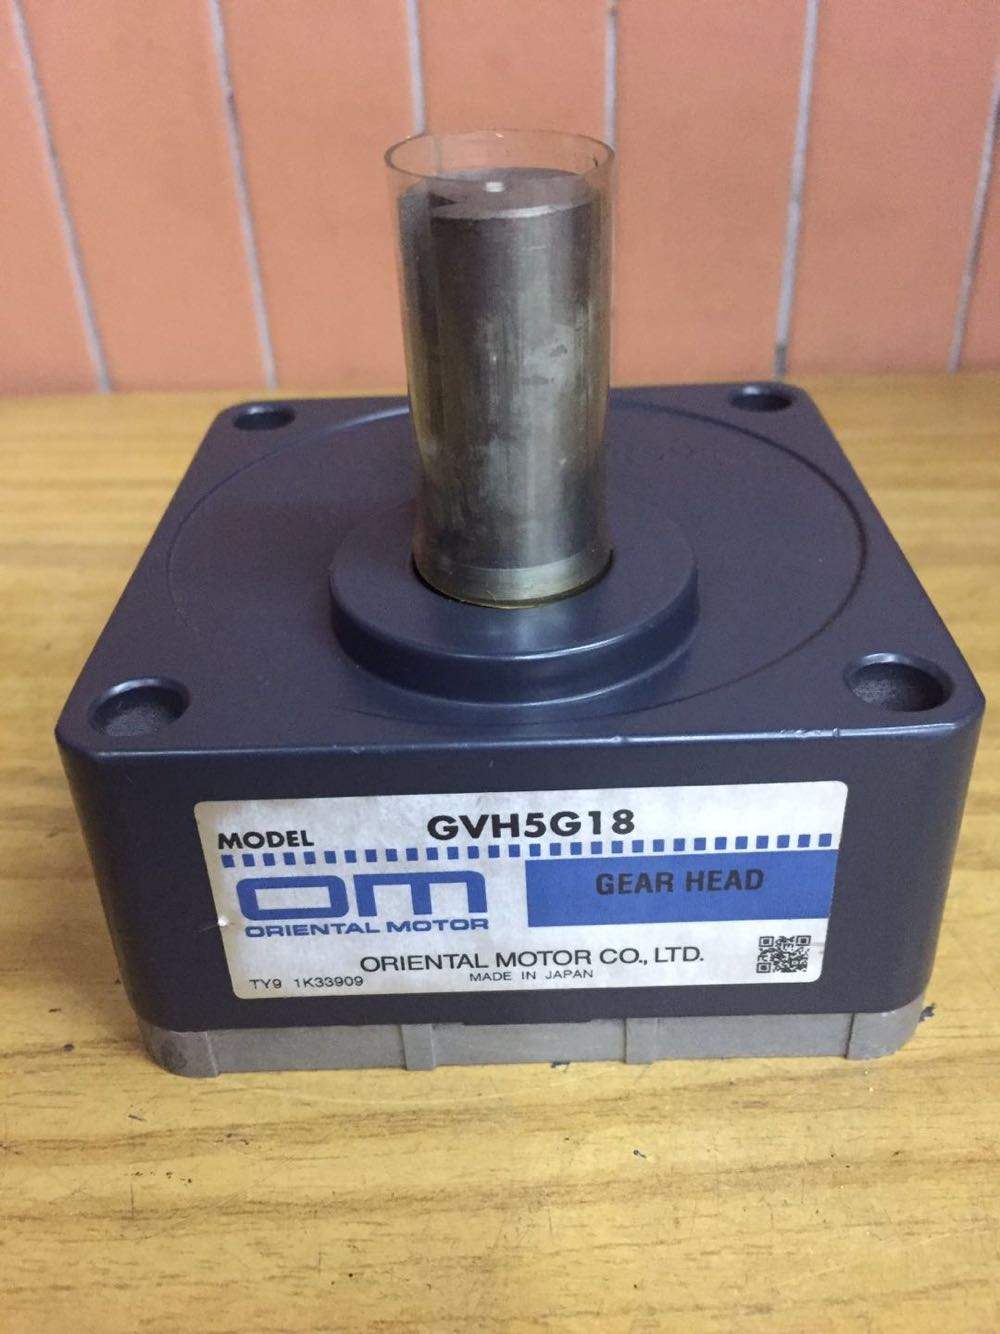 MODEL GVH5G18
OM
ORIENTAL MOTOR
GEAR HEAD
ORIENTAL MOTOR CO., LTD.
TY9 1K33909
MADE IN JAPAN